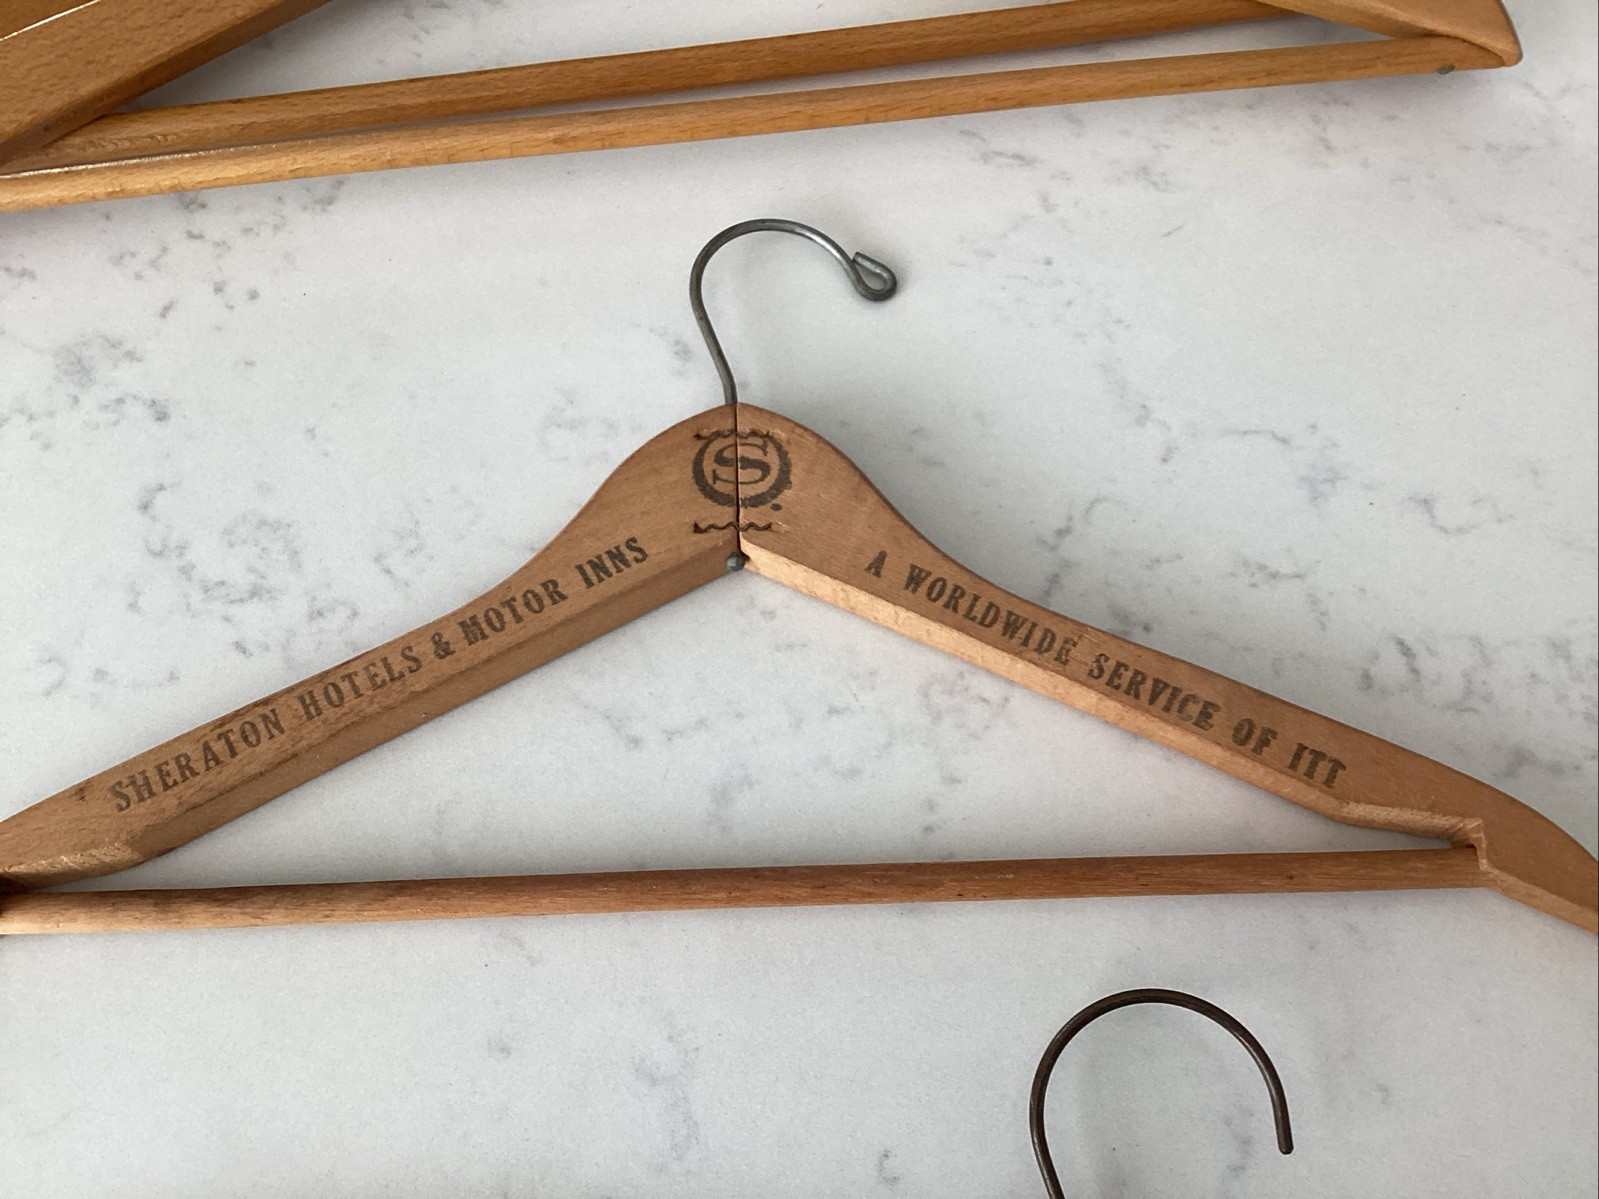 S
SHERATON HOTELS & MOTOR INNS
A WORLDWIDE SERVICE OF ITT